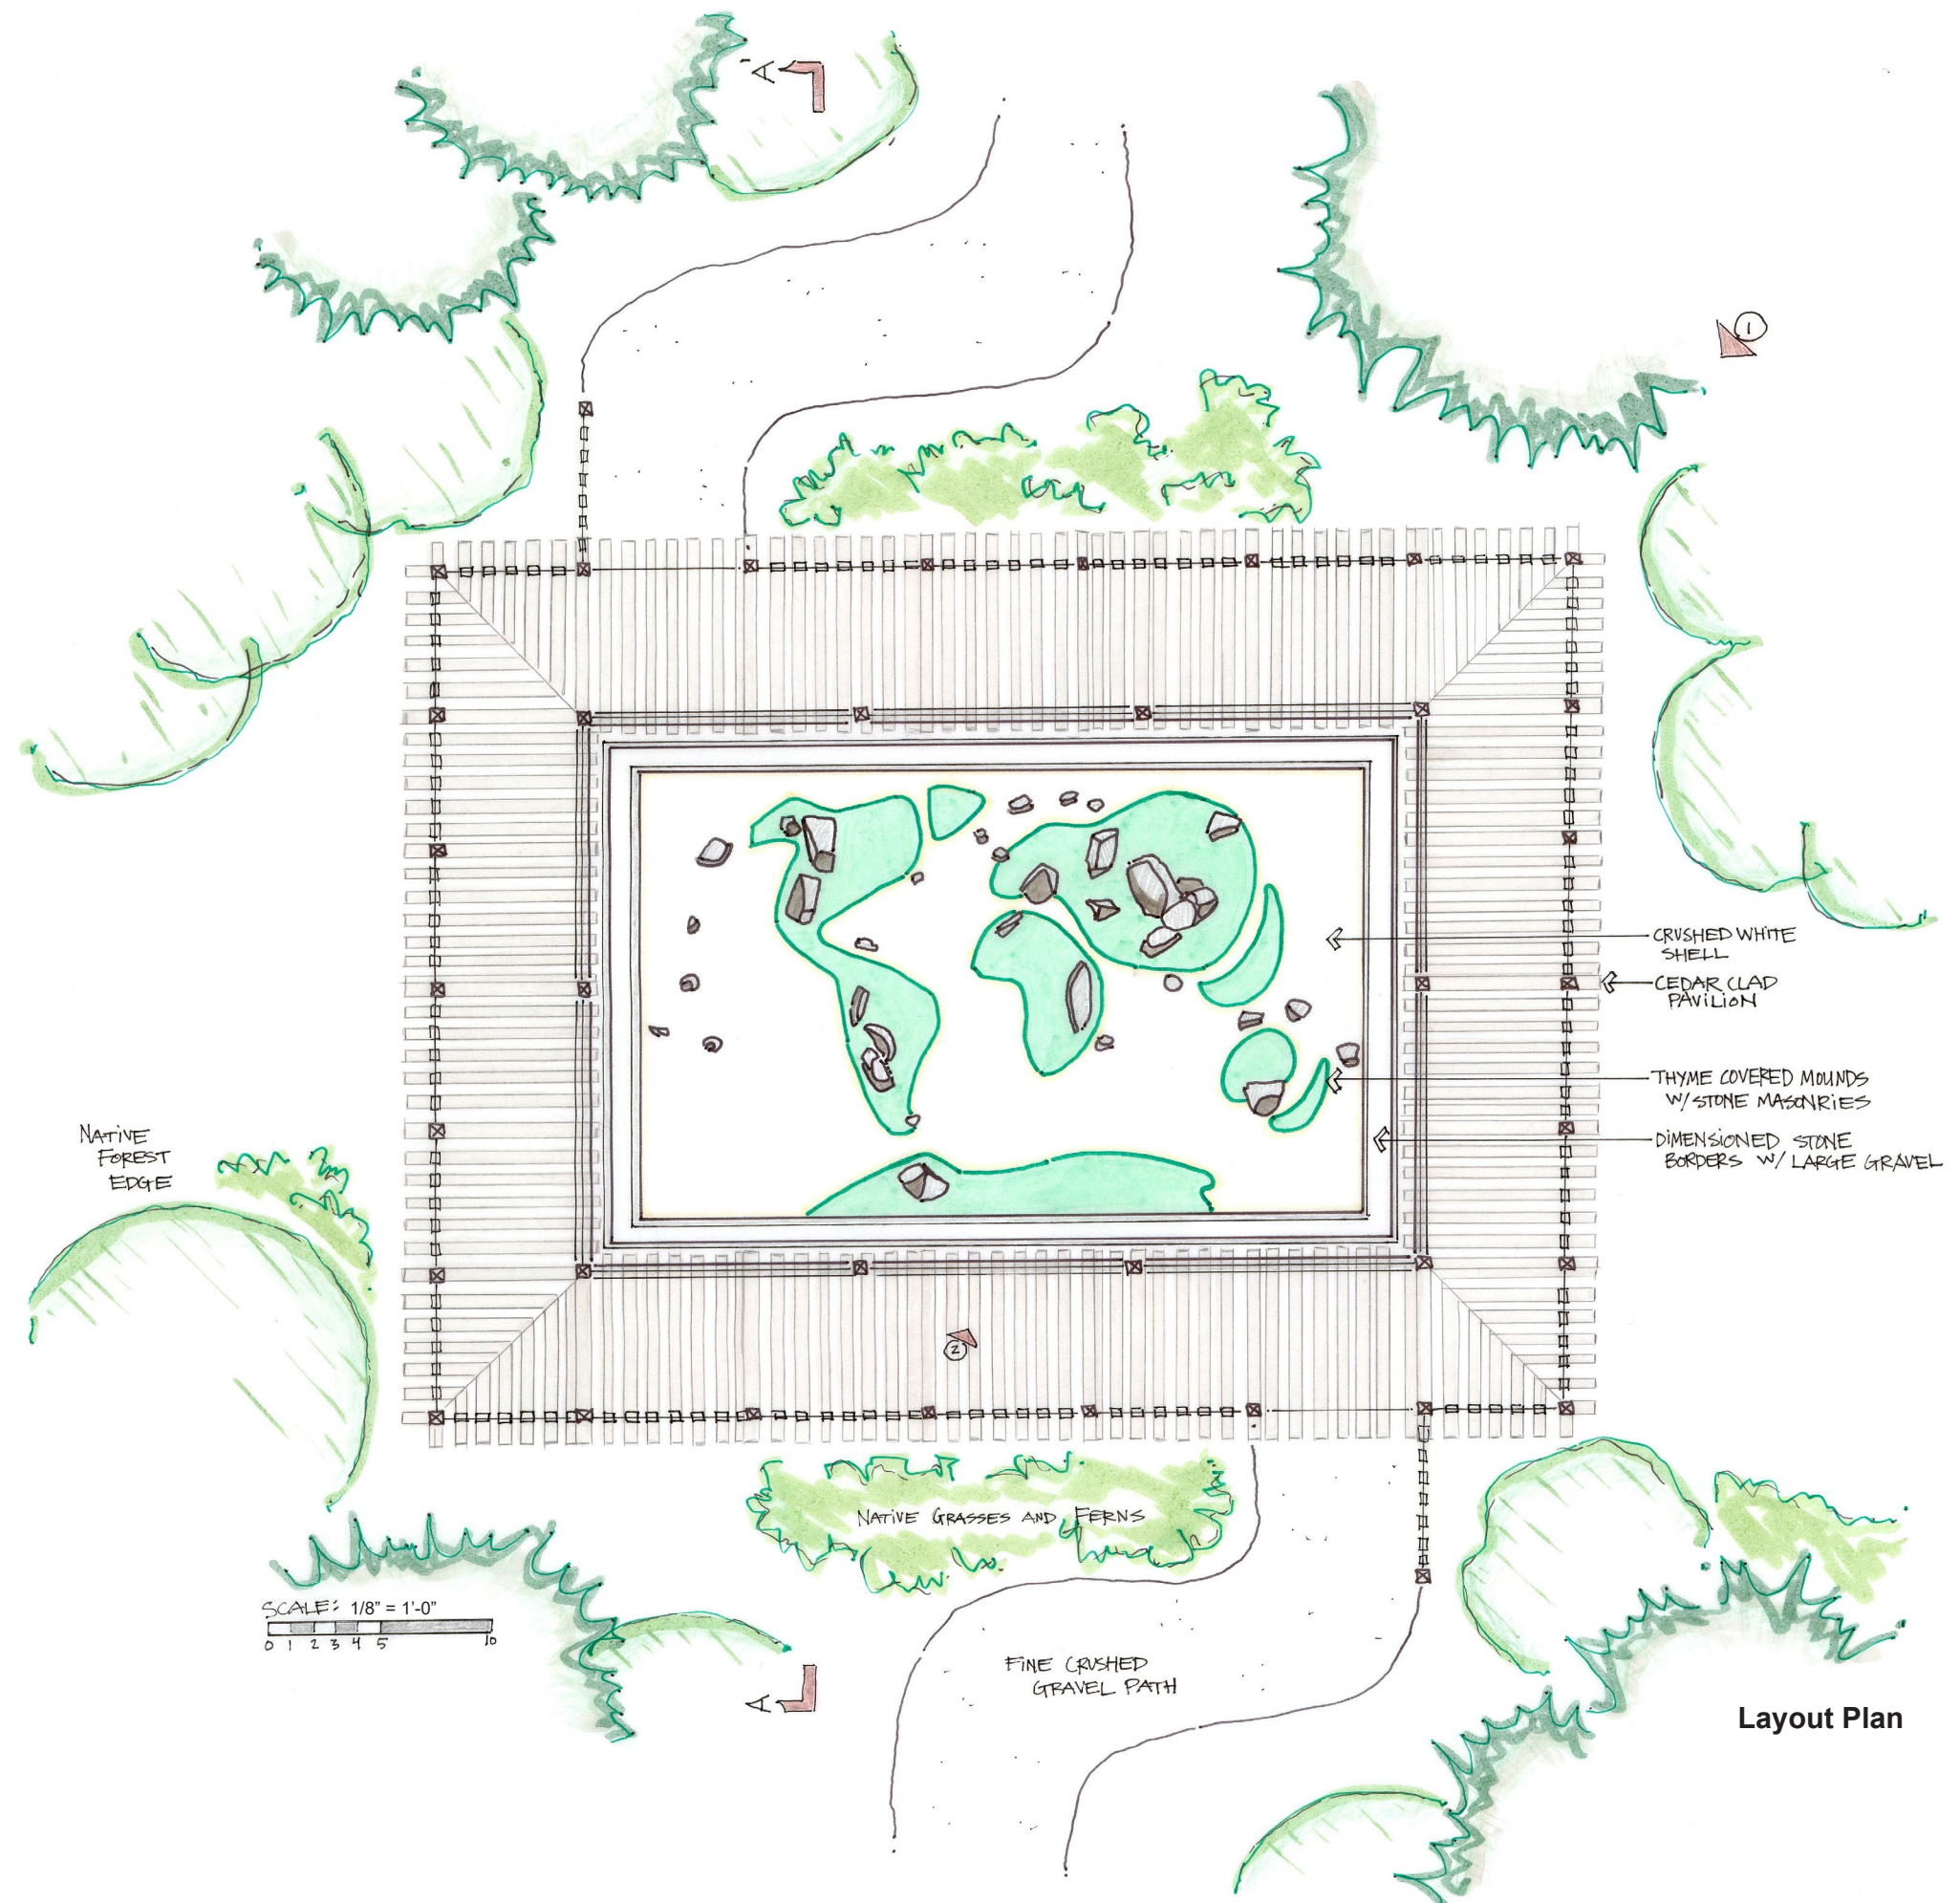 A'
1
CRUSHED WHITE
SHELL
CEDAR CLAD
PAVILION
THYME COVERED MOUNDS
W/ STONE MASONRIES
DIMENSIONED STONE
BORDERS W/ LARGE GRAVEL
NATIVE
FOREST
EDGE
2
NATIVE GRASSES AND FERNS
SCALE: 1/8" = 1'-0"
0 1 2 3 4 5 10
FINE CRUSHED
GRAVEL PATH
A
Layout Plan